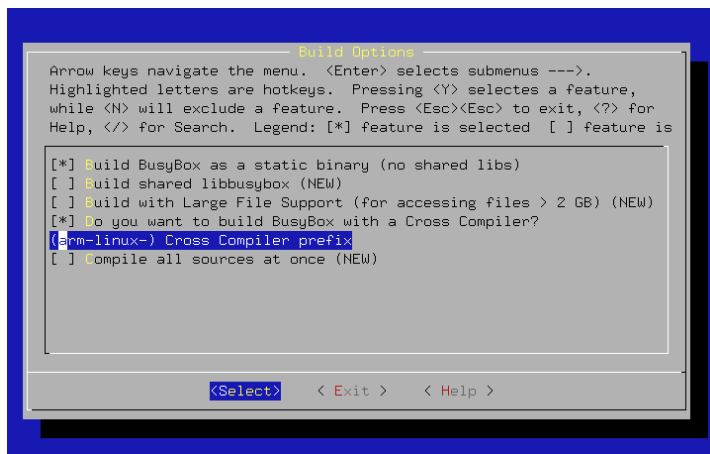 Build Options
Arrow keys navigate the menu. <Enter> selects submenus --->.
Highlighted letters are hotkeys. Pressing <Y> selectes a feature,
while <N> will exclude a feature. Press <Esc><Esc> to exit, <?> for
Help, </> for Search. Legend: [*] feature is selected [ ] feature is
[*] Build BusyBox as a static binary (no shared libs)
[ ] Build shared libbusybox (NEW)
[ ] Build with Large File Support (for accessing files > 2 GB) (NEW)
[*] Do you want to build BusyBox with a Cross Compiler?
(arm-linux-) Cross Compiler prefix
[ ] Compile all sources at once (NEW)
<Select> < Exit > < Help >